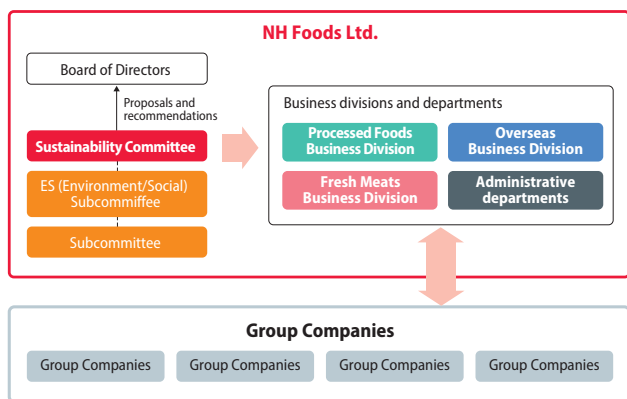 NH Foods Ltd.
Board of Directors
Proposals and
recommendations
Sustainability Committee
ES (Environment/Social)
Subcommiffee
Subcommittee
Business divisions and departments
Processed Foods
Business Division
Overseas
Business Division
Fresh Meats
Business Division
Administrative
departments
Group Companies
Group Companies
Group Companies
Group Companies
Group Companies